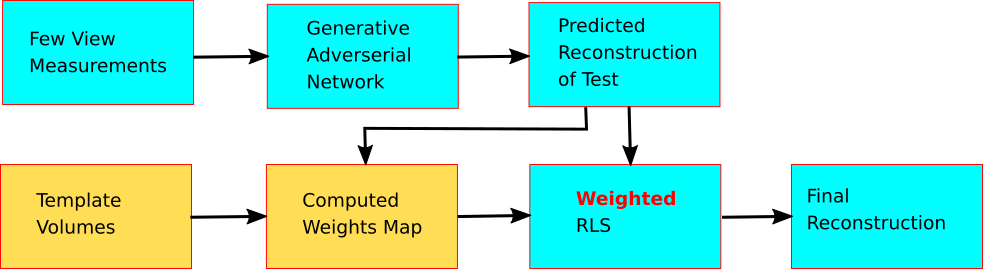 Few View
Measurements
Generative
Adverserial
Network
Predicted
Reconstruction
of Test
Template
Volumes
Computed
Weights Map
Weighted
RLS
Final
Reconstruction